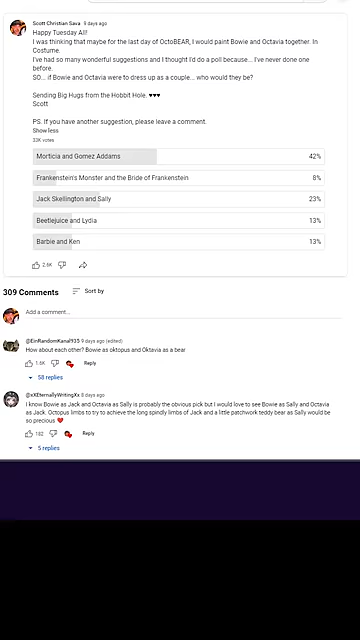 Scott Christian Sava 9 days ago
Happy Tuesday All!
I was thinking that maybe for the last day of OctoBEAR, I would paint Bowie and Octavia together. In
Costume.
I've had so many wonderful suggestions and I thought I'd do a poll because... I've never done one
before.
SO... if Bowie and Octavia were to dress up as a couple... who would they be?
Sending Big Hugs from the Hobbit Hole. ♥♥♥
Scott
PS. If you have another suggestion, please leave a comment.
Show less
33K votes
Morticia and Gomez Addams 42%
Frankenstein's Monster and the Bride of Frankenstein 8%
Jack Skellington and Sally 23%
Beetlejuice and Lydia 13%
Barbie and Ken 13%
2.6K
309 Comments Sort by
Add a comment...
@EinRandomKanal935 9 days ago (edited)
How about each other? Bowie as oktopus and Oktavia as a bear
1.6K Reply
58 replies
@xXEternallyWritingXx 8 days ago
I know Bowie as Jack and Octavia as Sally is probably the obvious pick but I would love to see Bowie as Sally and Octavia
as Jack. Octopus limbs to try to achieve the long spindly limbs of Jack and a little patchwork teddy bear as Sally would be
so precious ❤️
182 Reply
5 replies